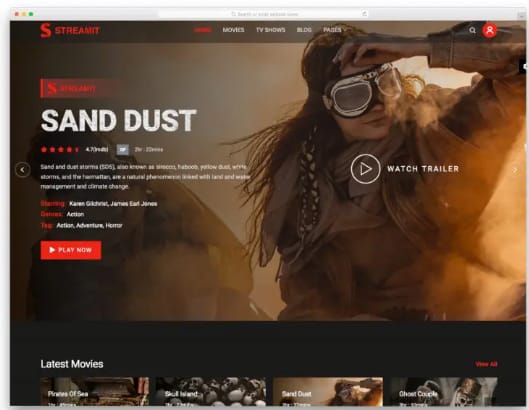 Search or enter website name
STREAMIT
HOME MOVIES TV SHOWS BLOG PAGES
STREAMIT
SAND DUST
4.7(lmdb) 2hr : 22mins
WATCH TRAILER
Sand and dust storms (SDS), also known as sirocco, haboob, yellow dust, white
storms, and the harmattan, are a natural phenomenon linked with land and water
management and climate change.
Starring: Karen Gilchrist, James Earl Jones
Genres: Action
Tag: Action, Adventure, Horror
PLAY NOW
Latest Movies
View All
Pirates Of Sea
Skull Island
Sand Dust
Ghost Couple